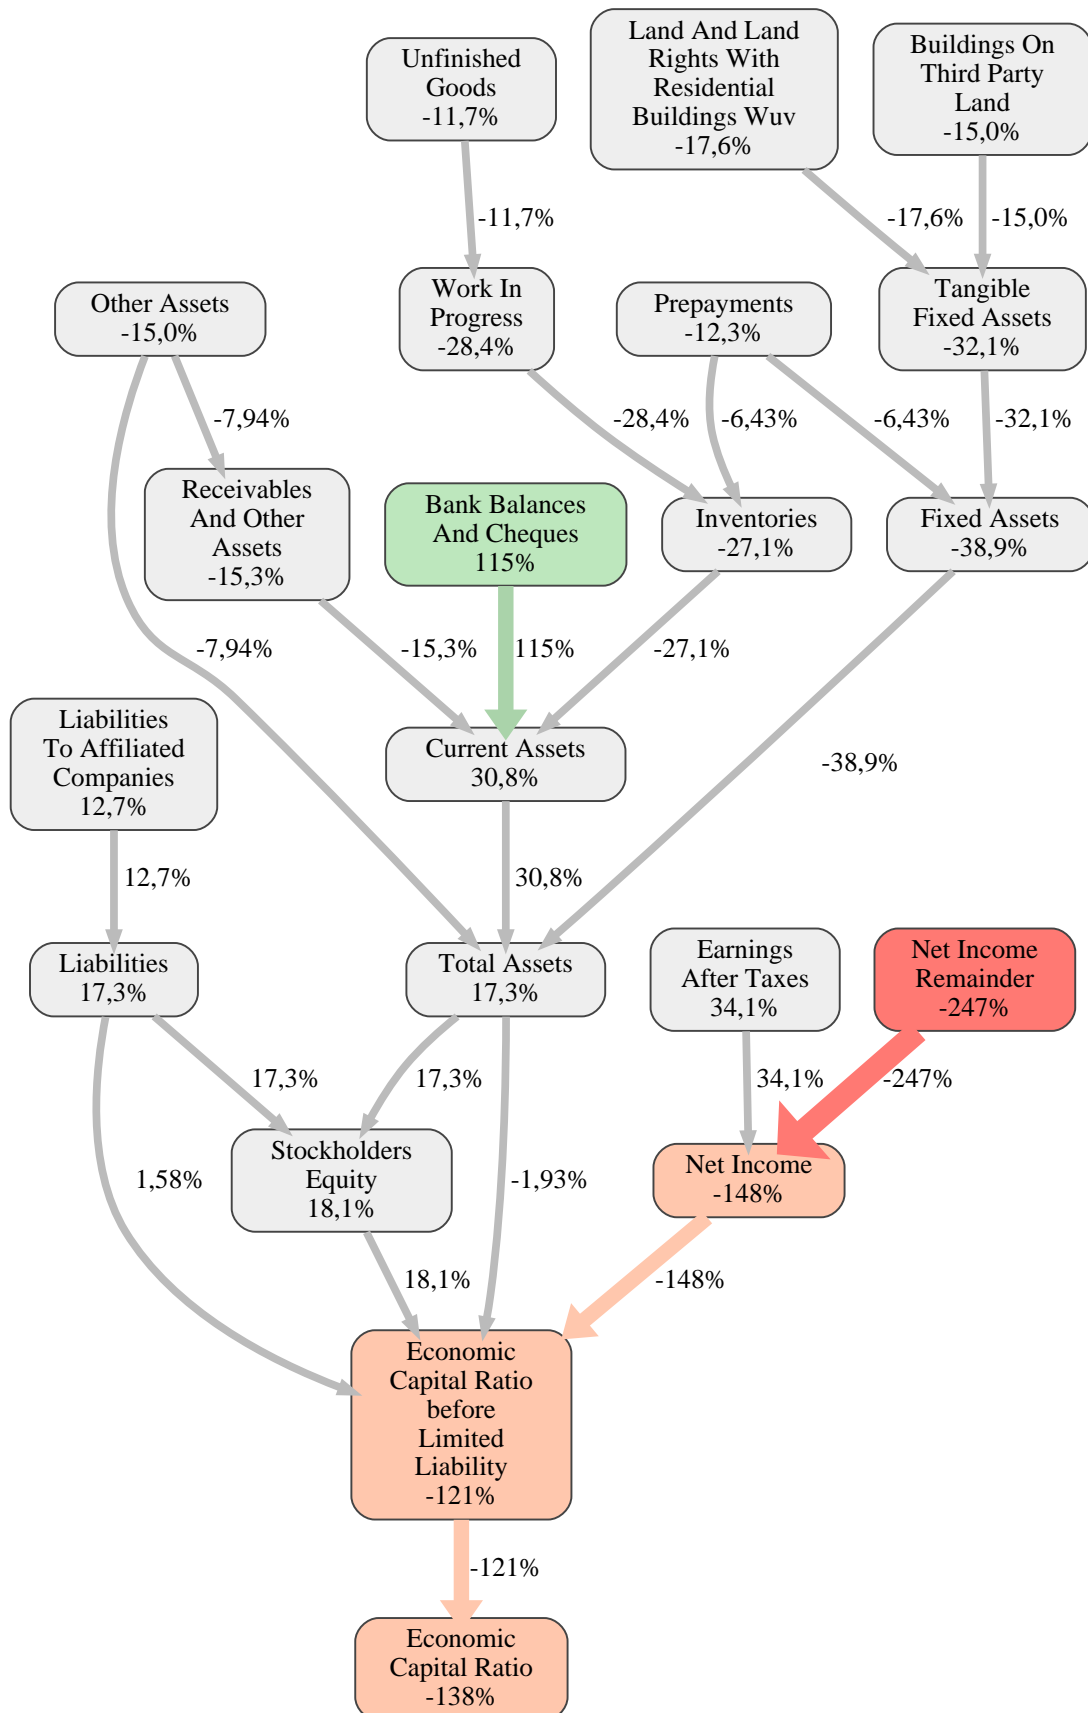 Unfinished
Goods
-11,7%
Land And Land
Rights With
Residential
Buildings Wuv
-17,6%
Buildings On
Third Party
Land
-15,0%
-11,7%
-17,6%
-15,0%
Other Assets
-15,0%
Work In
Progress
-28,4%
Prepayments
-12,3%
Tangible
Fixed Assets
-32,1%
-7,94%
-28,4%
-6,43%
-6,43%
-32,1%
Receivables
And Other
Assets
-15,3%
Bank Balances
And Cheques
115%
Inventories
-27,1%
Fixed Assets
-38,9%
-7,94%
-15,3%
115%
-27,1%
Liabilities
To Affiliated
Companies
12,7%
Current Assets
30,8%
-38,9%
12,7%
30,8%
Liabilities
17,3%
Total Assets
17,3%
Earnings
After Taxes
34,1%
Net Income
Remainder
-247%
17,3%
17,3%
34,1%
-247%
1,58%
Stockholders
Equity
18,1%
-1,93%
Net Income
-148%
18,1%
-148%
Economic
Capital Ratio
before
Limited
Liability
-121%
-121%
Economic
Capital Ratio
-138%